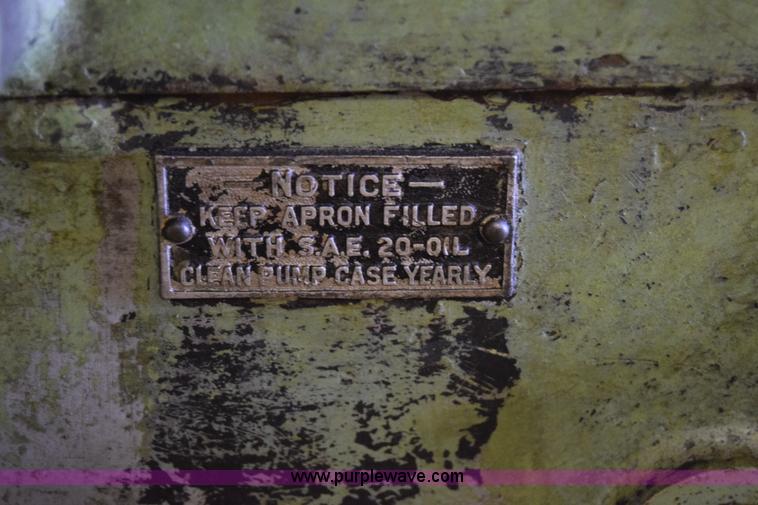 — NOTICE —
KEEP APRON FILLED
WITH S.A.E. 20-OIL
CLEAN PUMP CASE YEARLY
www.purplewave.com